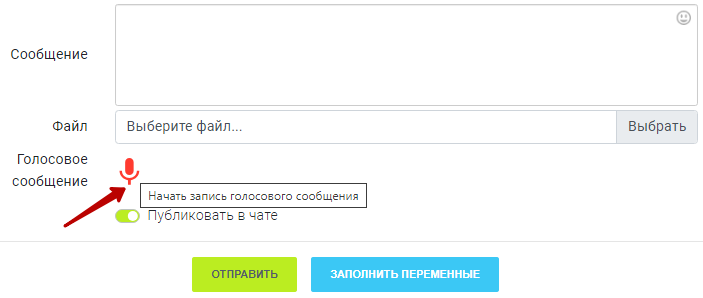 Сообщение
Файл
Выберите файл...
Выбрать
Голосовое
сообщение
Начать запись голосового сообщения
Публиковать в чате
ОТПРАВИТЬ
ЗАПОЛНИТЬ ПЕРЕМЕННЫЕ